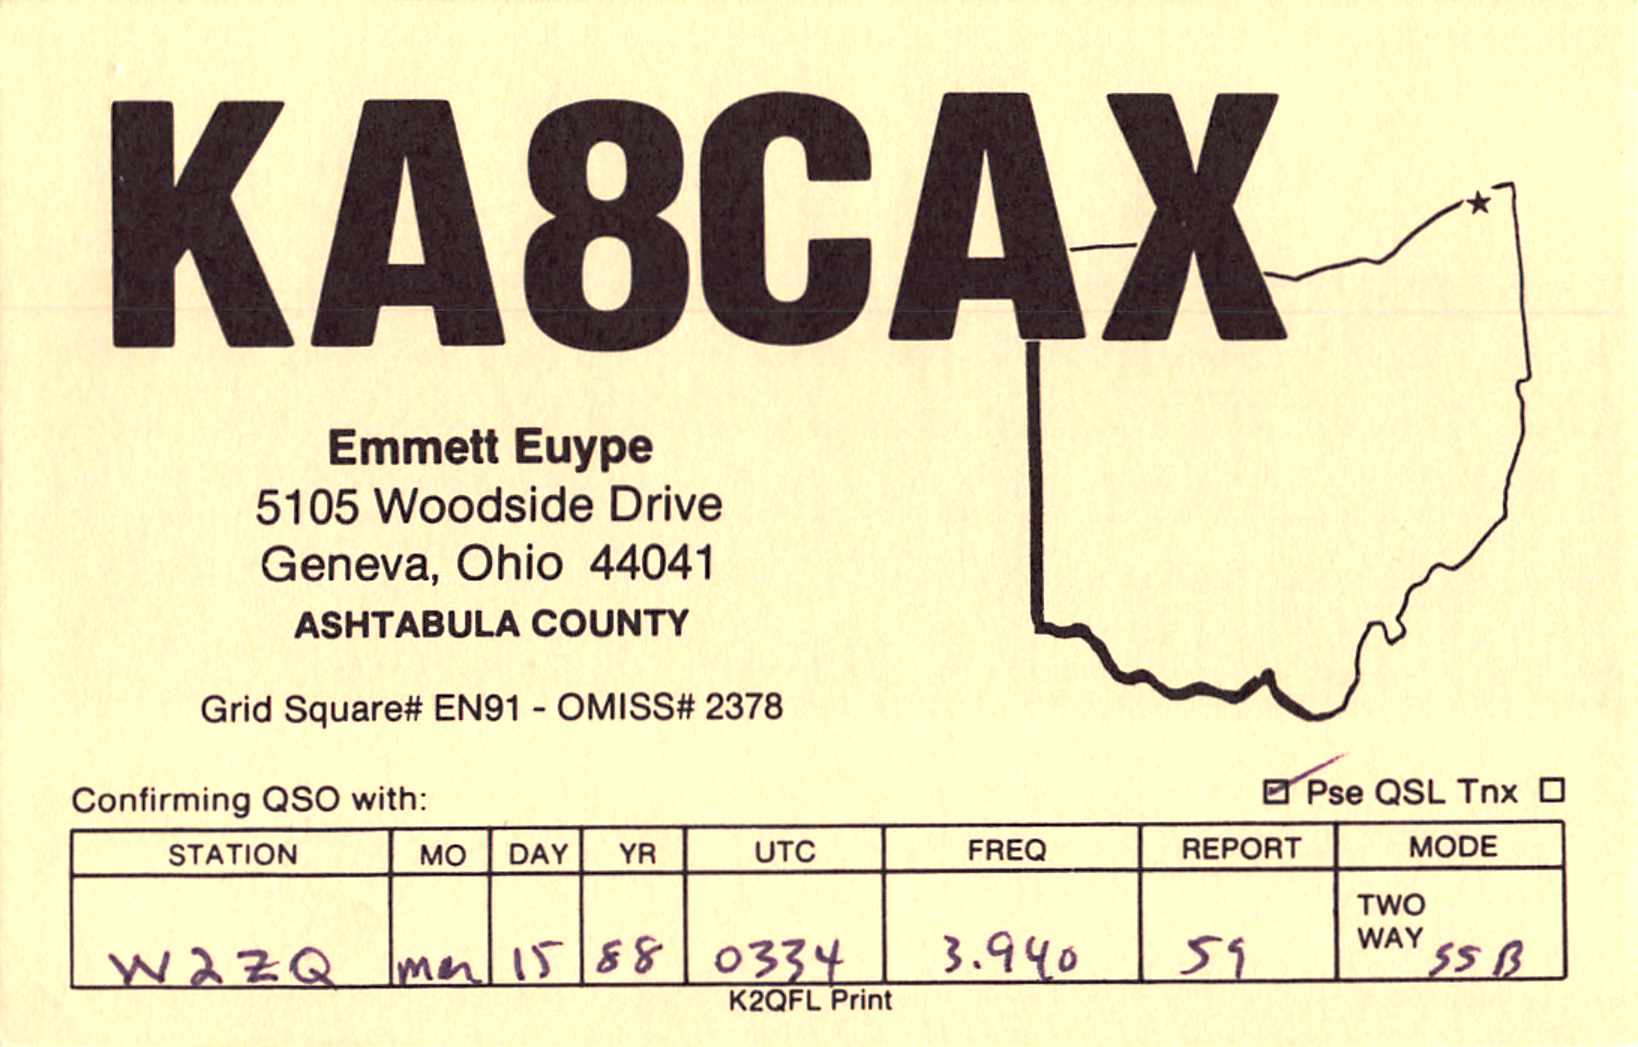 KA8CAX
Emmett Euype
5105 Woodside Drive
Geneva, Ohio 44041
ASHTABULA COUNTY
Grid Square# EN91 - OMISS# 2378
Confirming QSO with: Pse QSL Tnx
STATION MO DAY YR UTC FREQ REPORT MODE
TWO
WAY
W2ZQ mar 15 88 0334 3.940 59 SSB
K2QFL Print